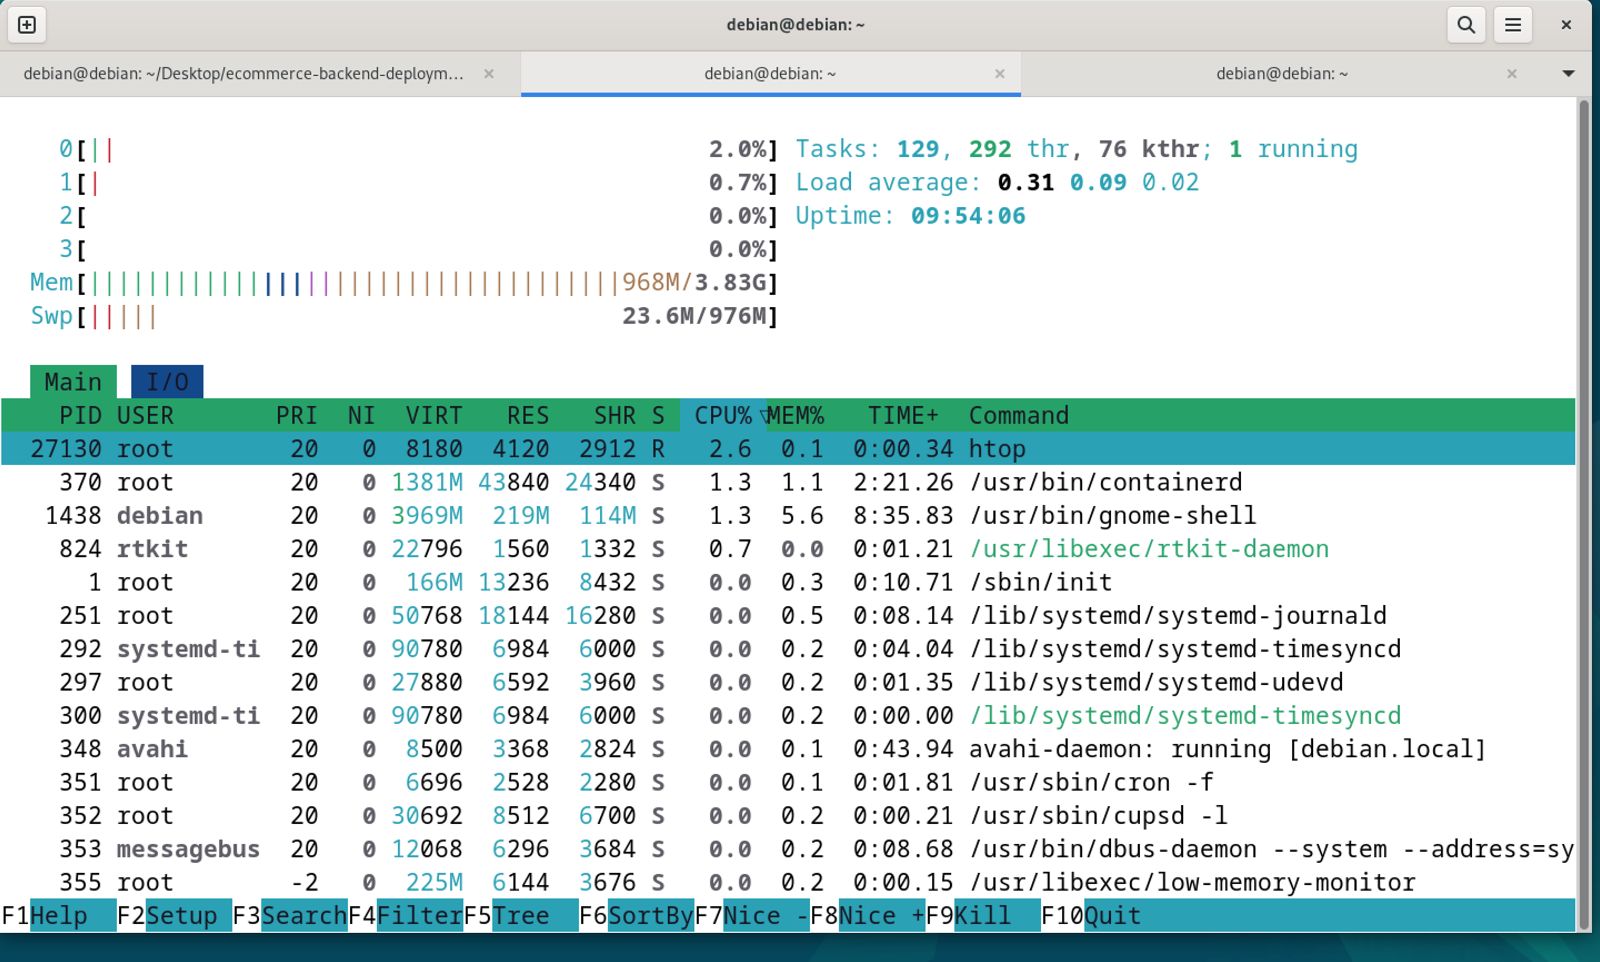 debian@debian: ~
debian@debian: ~/Desktop/ecommerce-backend-deploym… × debian@debian: ~ × debian@debian: ~ ×
0[|| 2.0%] Tasks: 129, 292 thr, 76 kthr; 1 running
1[| 0.7%] Load average: 0.31 0.09 0.02
2[ 0.0%] Uptime: 09:54:06
3[ 0.0%]
Mem[|||||||||||||||||||||||||||||||||||||968M/3.83G]
Swp[||||| 23.6M/976M]
Main I/O
PID USER PRI NI VIRT RES SHR S CPU%▽MEM% TIME+ Command
27130 root 20 0 8180 4120 2912 R 2.6 0.1 0:00.34 htop
370 root 20 0 1381M 43840 24340 S 1.3 1.1 2:21.26 /usr/bin/containerd
1438 debian 20 0 3969M 219M 114M S 1.3 5.6 8:35.83 /usr/bin/gnome-shell
824 rtkit 20 0 22796 1560 1332 S 0.7 0.0 0:01.21 /usr/libexec/rtkit-daemon
1 root 20 0 166M 13236 8432 S 0.0 0.3 0:10.71 /sbin/init
251 root 20 0 50768 18144 16280 S 0.0 0.5 0:08.14 /lib/systemd/systemd-journald
292 systemd-ti 20 0 90780 6984 6000 S 0.0 0.2 0:04.04 /lib/systemd/systemd-timesyncd
297 root 20 0 27880 6592 3960 S 0.0 0.2 0:01.35 /lib/systemd/systemd-udevd
300 systemd-ti 20 0 90780 6984 6000 S 0.0 0.2 0:00.00 /lib/systemd/systemd-timesyncd
348 avahi 20 0 8500 3368 2824 S 0.0 0.1 0:43.94 avahi-daemon: running [debian.local]
351 root 20 0 6696 2528 2280 S 0.0 0.1 0:01.81 /usr/sbin/cron -f
352 root 20 0 30692 8512 6700 S 0.0 0.2 0:00.21 /usr/sbin/cupsd -l
353 messagebus 20 0 12068 6296 3684 S 0.0 0.2 0:08.68 /usr/bin/dbus-daemon --system --address=sy
355 root -2 0 225M 6144 3676 S 0.0 0.2 0:00.15 /usr/libexec/low-memory-monitor
F1Help F2Setup F3SearchF4FilterF5Tree F6SortByF7Nice -F8Nice +F9Kill F10Quit